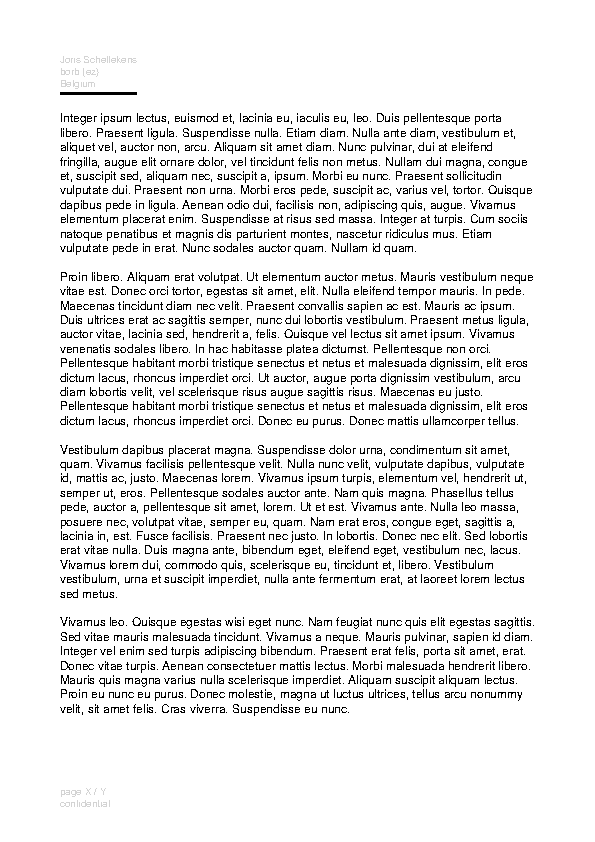 Joris Schellekens
borb (ez)
Belgium
Integer ipsum lectus, euismod et, lacinia eu, iaculis eu, leo. Duis pellentesque porta
libero. Praesent ligula. Suspendisse nulla. Etiam diam. Nulla ante diam, vestibulum et,
aliquet vel, auctor non, arcu. Aliquam sit amet diam. Nunc pulvinar, dui at eleifend
fringilla, augue elit ornare dolor, vel tincidunt felis non metus. Nullam dui magna, congue
et, suscipit sed, aliquam nec, suscipit a, ipsum. Morbi eu nunc. Praesent sollicitudin
vulputate dui. Praesent non urna. Morbi eros pede, suscipit ac, varius vel, tortor. Quisque
dapibus pede in ligula. Aenean odio dui, facilisis non, adipiscing quis, augue. Vivamus
elementum placerat enim. Suspendisse at risus sed massa. Integer at turpis. Cum sociis
natoque penatibus et magnis dis parturient montes, nascetur ridiculus mus. Etiam
vulputate pede in erat. Nunc sodales auctor quam. Nullam id quam.
Proin libero. Aliquam erat volutpat. Ut elementum auctor metus. Mauris vestibulum neque
vitae est. Donec orci tortor, egestas sit amet, elit. Nulla eleifend tempor mauris. In pede.
Maecenas tincidunt diam nec velit. Praesent convallis sapien ac est. Mauris ac ipsum.
Duis ultrices erat ac sagittis semper, nunc dui lobortis vestibulum. Praesent metus ligula,
auctor vitae, lacinia sed, hendrerit a, felis. Quisque vel lectus sit amet ipsum. Vivamus
venenatis sodales libero. In hac habitasse platea dictumst. Pellentesque non orci.
Pellentesque habitant morbi tristique senectus et netus et malesuada dignissim, elit eros
dictum lacus, rhoncus imperdiet orci. Ut auctor, augue porta dignissim vestibulum, arcu
diam lobortis velit, vel scelerisque risus augue sagittis risus. Maecenas eu justo.
Pellentesque habitant morbi tristique senectus et netus et malesuada dignissim, elit eros
dictum lacus, rhoncus imperdiet orci. Donec eu purus. Donec mattis ullamcorper tellus.
Vestibulum dapibus placerat magna. Suspendisse dolor urna, condimentum sit amet,
quam. Vivamus facilisis pellentesque velit. Nulla nunc velit, vulputate dapibus, vulputate
id, mattis ac, justo. Maecenas lorem. Vivamus ipsum turpis, elementum vel, hendrerit ut,
semper ut, eros. Pellentesque sodales auctor ante. Nam quis magna. Phasellus tellus
pede, auctor a, pellentesque sit amet, lorem. Ut et est. Vivamus ante. Nulla leo massa,
posuere nec, volutpat vitae, semper eu, quam. Nam erat eros, congue eget, sagittis a,
lacinia in, est. Fusce facilisis. Praesent nec justo. In lobortis. Donec nec elit. Sed lobortis
erat vitae nulla. Duis magna ante, bibendum eget, eleifend eget, vestibulum nec, lacus.
Vivamus lorem dui, commodo quis, scelerisque eu, tincidunt et, libero. Vestibulum
vestibulum, urna et suscipit imperdiet, nulla ante fermentum erat, at laoreet lorem lectus
sed metus.
Vivamus leo. Quisque egestas wisi eget nunc. Nam feugiat nunc quis elit egestas sagittis.
Sed vitae mauris malesuada tincidunt. Vivamus a neque. Mauris pulvinar, sapien id diam.
Integer vel enim sed turpis adipiscing bibendum. Praesent erat felis, porta sit amet, erat.
Donec vitae turpis. Aenean consectetuer mattis lectus. Morbi malesuada hendrerit libero.
Mauris quis magna varius nulla scelerisque imperdiet. Aliquam suscipit aliquam lectus.
Proin eu nunc eu purus. Donec molestie, magna ut luctus ultrices, tellus arcu nonummy
velit, sit amet felis. Cras viverra. Suspendisse eu nunc.
page X / Y
confidential